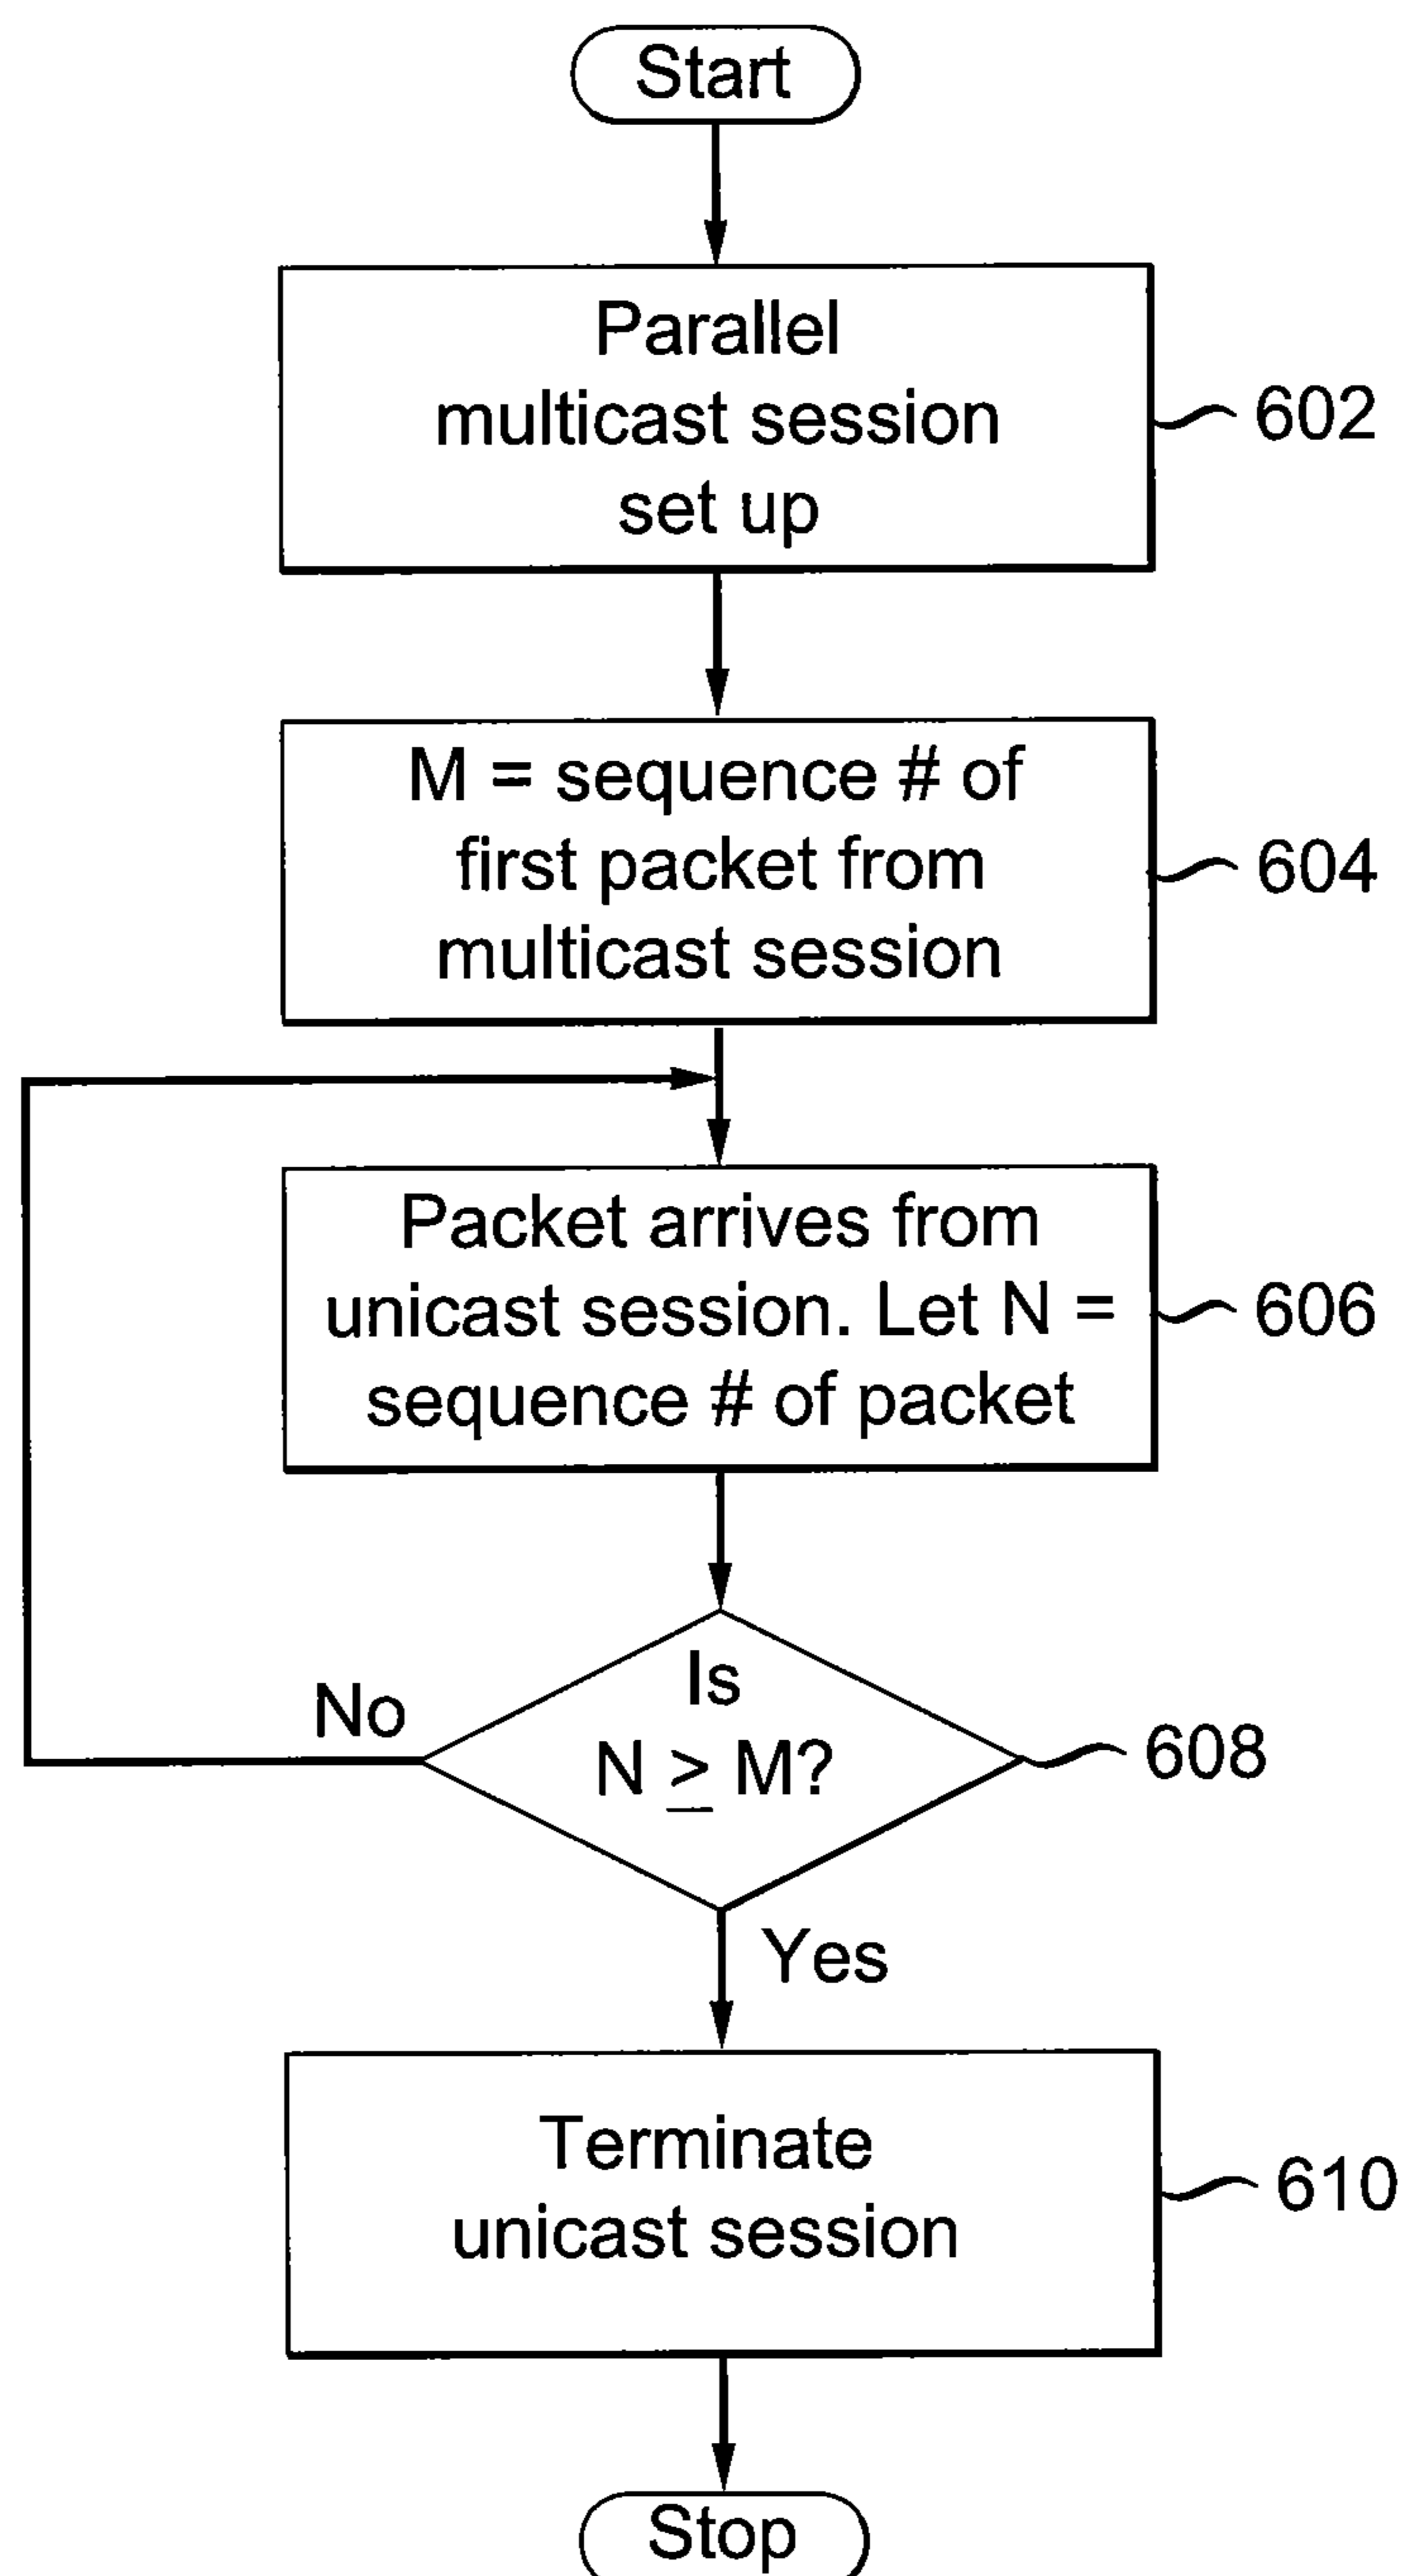 Start
Parallel
multicast session
set up
602
M = sequence # of
first packet from
multicast session
604
Packet arrives from
unicast session. Let N =
sequence # of packet
606
Is
N ≥ M?
608
No
Yes
Terminate
unicast session
610
Stop